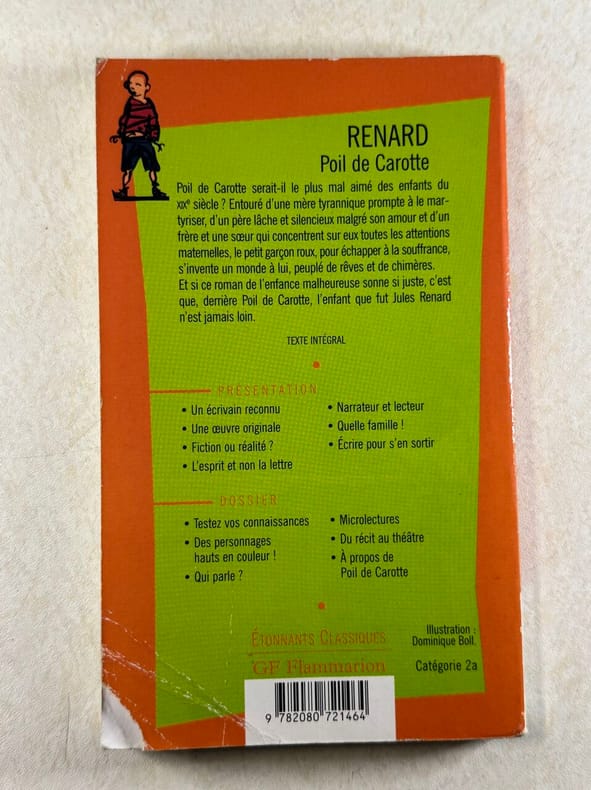 RENARD
Poil de Carotte
Poil de Carotte serait-il le plus mal aimé des enfants du
XIXe siècle ? Entouré d'une mère tyrannique prompte à le mar-
tyriser, d'un père lâche et silencieux malgré son amour et d'un
frère et une sœur qui concentrent sur eux toutes les attentions
maternelles, le petit garçon roux, pour échapper à la souffrance,
s'invente un monde à lui, peuplé de rêves et de chimères.
Et si ce roman de l'enfance malheureuse sonne si juste, c'est
que, derrière Poil de Carotte, l'enfant que fut Jules Renard
n'est jamais loin.
TEXTE INTÉGRAL
PRÉSENTATION
• Un écrivain reconnu
• Une œuvre originale
• Fiction ou réalité ?
• L'esprit et non la lettre
• Narrateur et lecteur
• Quelle famille !
• Écrire pour s'en sortir
DOSSIER
• Testez vos connaissances
• Des personnages
hauts en couleur !
• Qui parle ?
• Microlectures
• Du récit au théâtre
• À propos de
Poil de Carotte
ÉTONNANTS CLASSIQUES
GF Flammarion
Illustration :
Dominique Boll.
Catégorie 2a
9 782080 721464